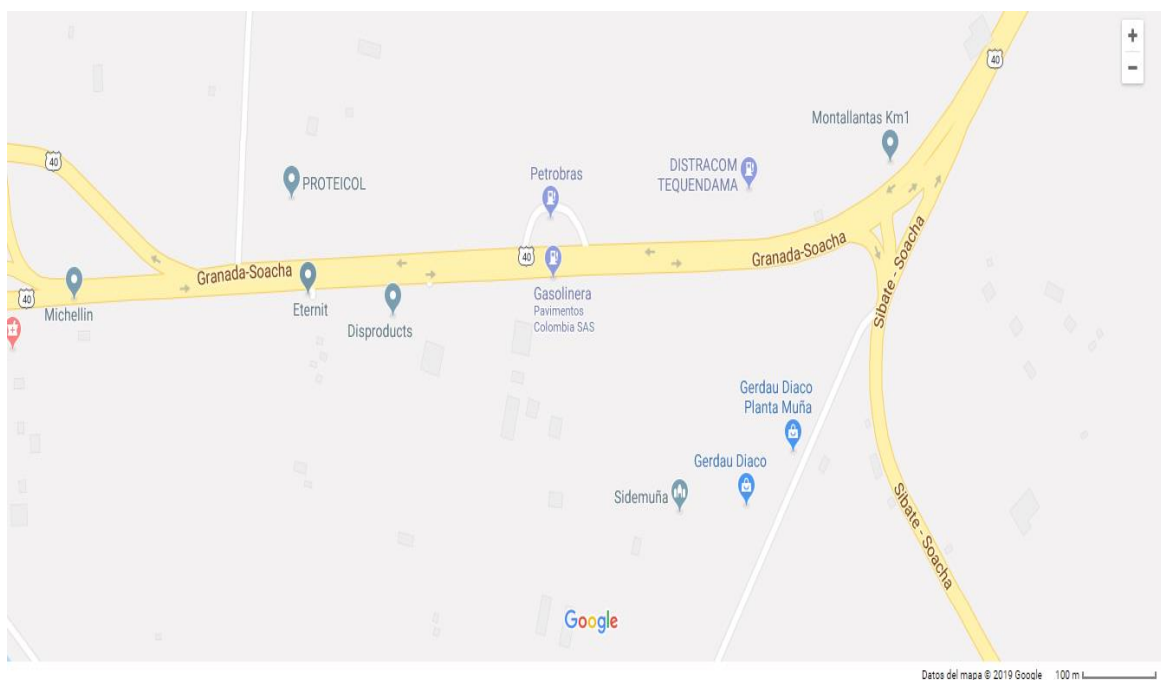 +
40
−
Montallantas Km1
40
Petrobras
DISTRACOM
TEQUENDAMA
PROTEICOL
Granada-Soacha
Sibate - Soacha
40
Granada-Soacha
40
Michellin
Eternit
Gasolinera
Pavimentos
Colombia SAS
Disproducts
Gerdau Diaco
Planta Muña
Gerdau Diaco
Sidemuña
Sibate - Soacha
Google
Datos del mapa © 2019 Google 100 m